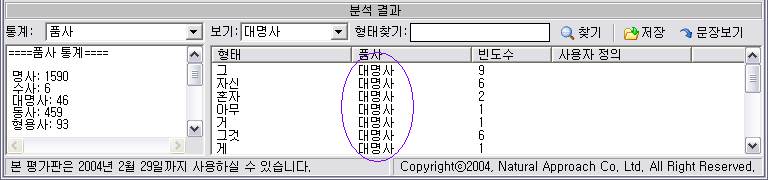 분석 결과
통계: 품사 보기: 대명사 형태찾기: 찾기 저장 문장보기
====품사 통계====
명사: 1590
수사: 6
대명사: 46
동사: 459
형용사: 93
형태 품사 빈도수 사용자 정의
그 대명사 9
자신 대명사 6
혼자 대명사 2
아무 대명사 1
거 대명사 1
그것 대명사 6
게 대명사 1
본 평가판은 2004년 2월 29일까지 사용하실 수 있습니다. Copyright©2004, Natural Approach Co, Ltd, All Right Reserved,